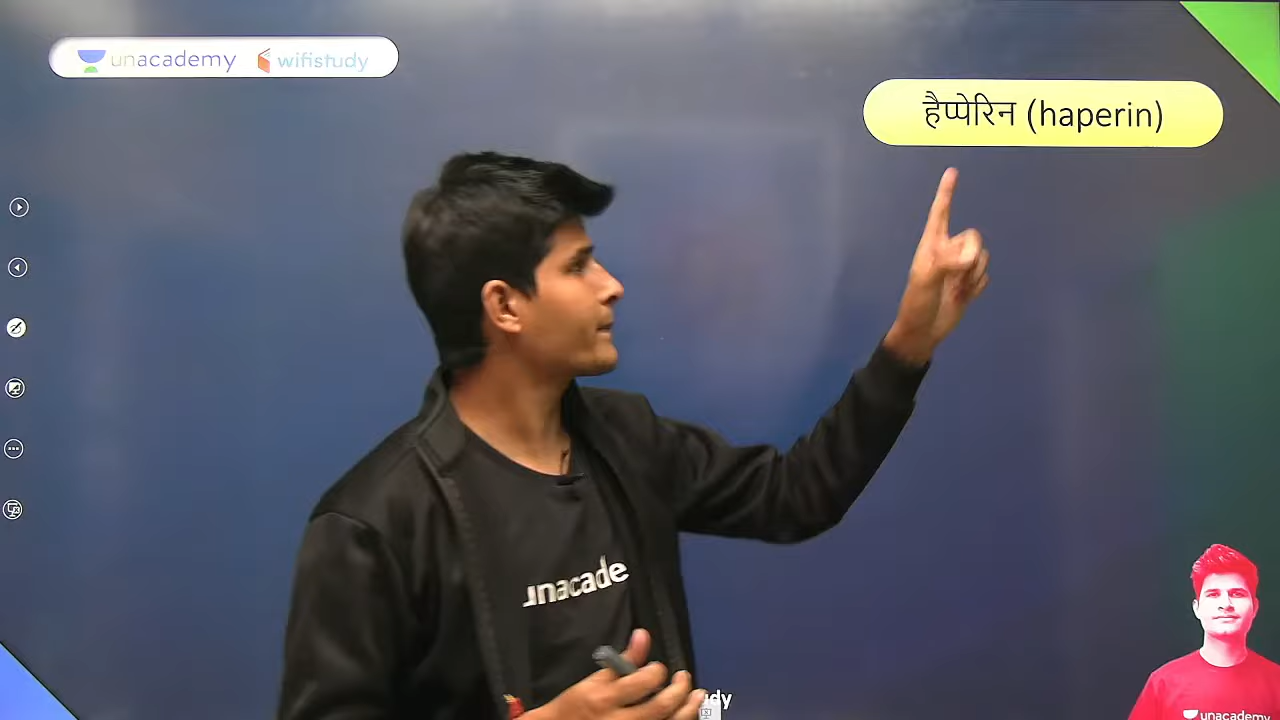 unacademy wifistudy
हैप्पेरिन (haperin)
unacade
unacademy